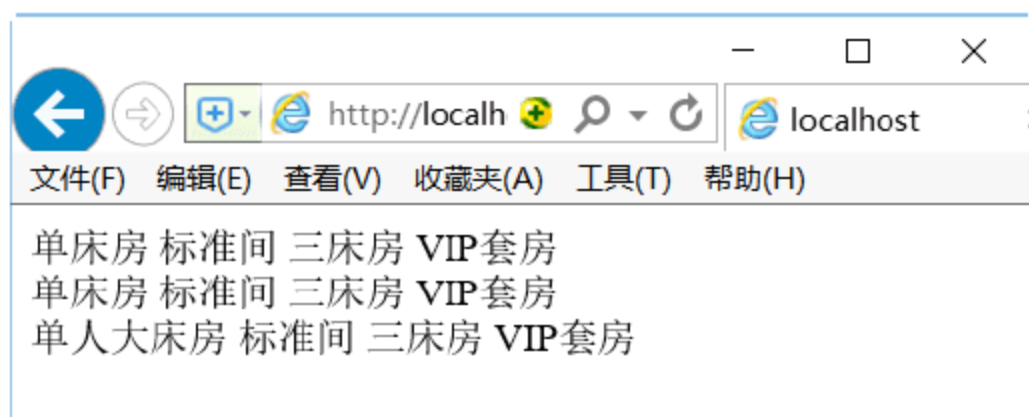 http://localh
localhost
文件(F) 编辑(E) 查看(V) 收藏夹(A) 工具(T) 帮助(H)
单床房 标准间 三床房 VIP套房
单床房 标准间 三床房 VIP套房
单人大床房 标准间 三床房 VIP套房